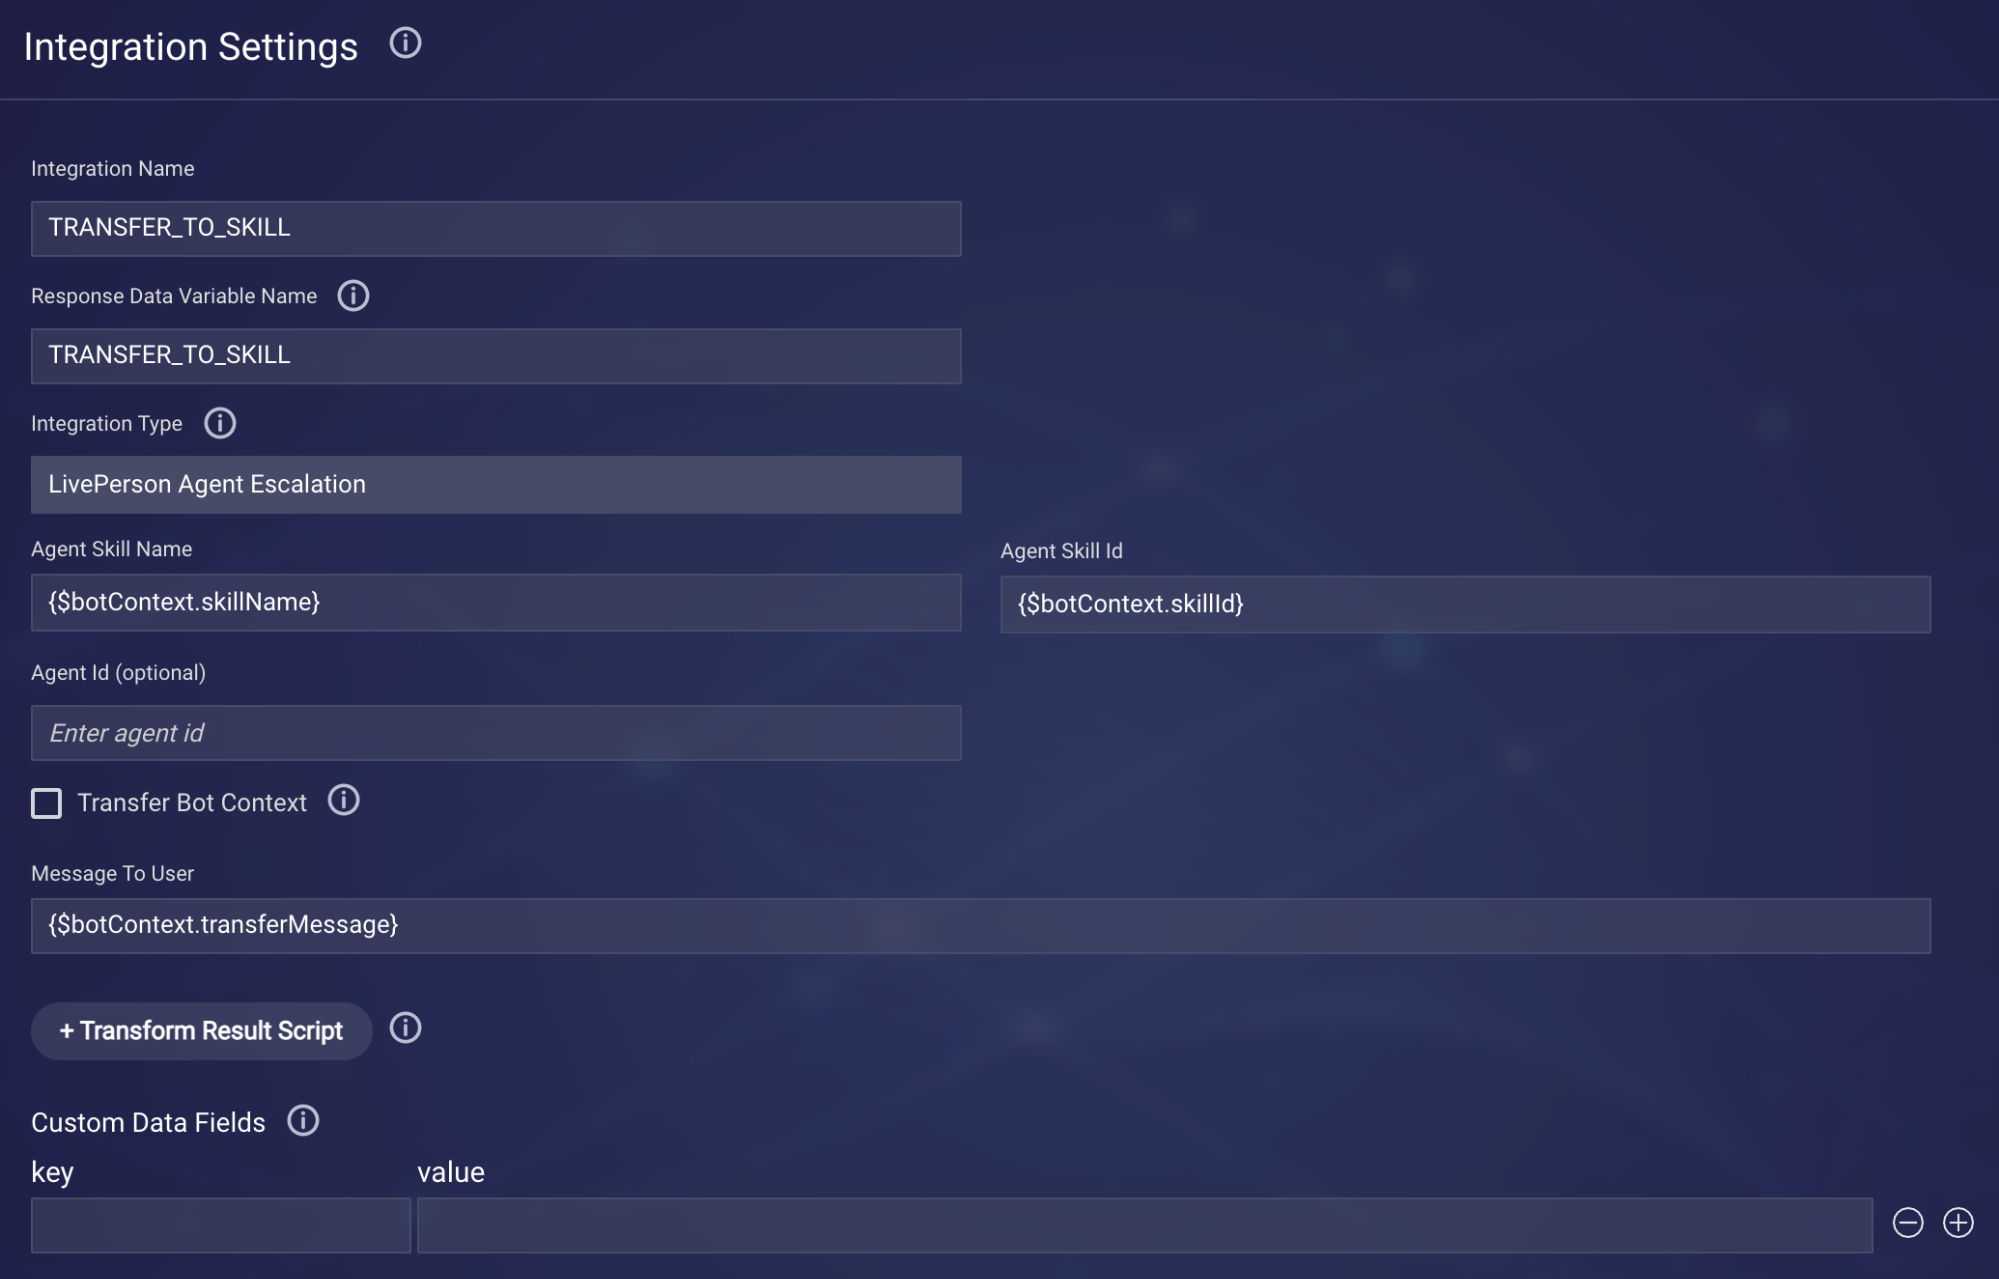 Integration Settings
Integration Name
TRANSFER_TO_SKILL
Response Data Variable Name
TRANSFER_TO_SKILL
Integration Type
LivePerson Agent Escalation
Agent Skill Name
{$botContext.skillName}
Agent Skill Id
{$botContext.skillId}
Agent Id (optional)
Enter agent id
Transfer Bot Context
Message To User
{$botContext.transferMessage}
+ Transform Result Script
Custom Data Fields
key value